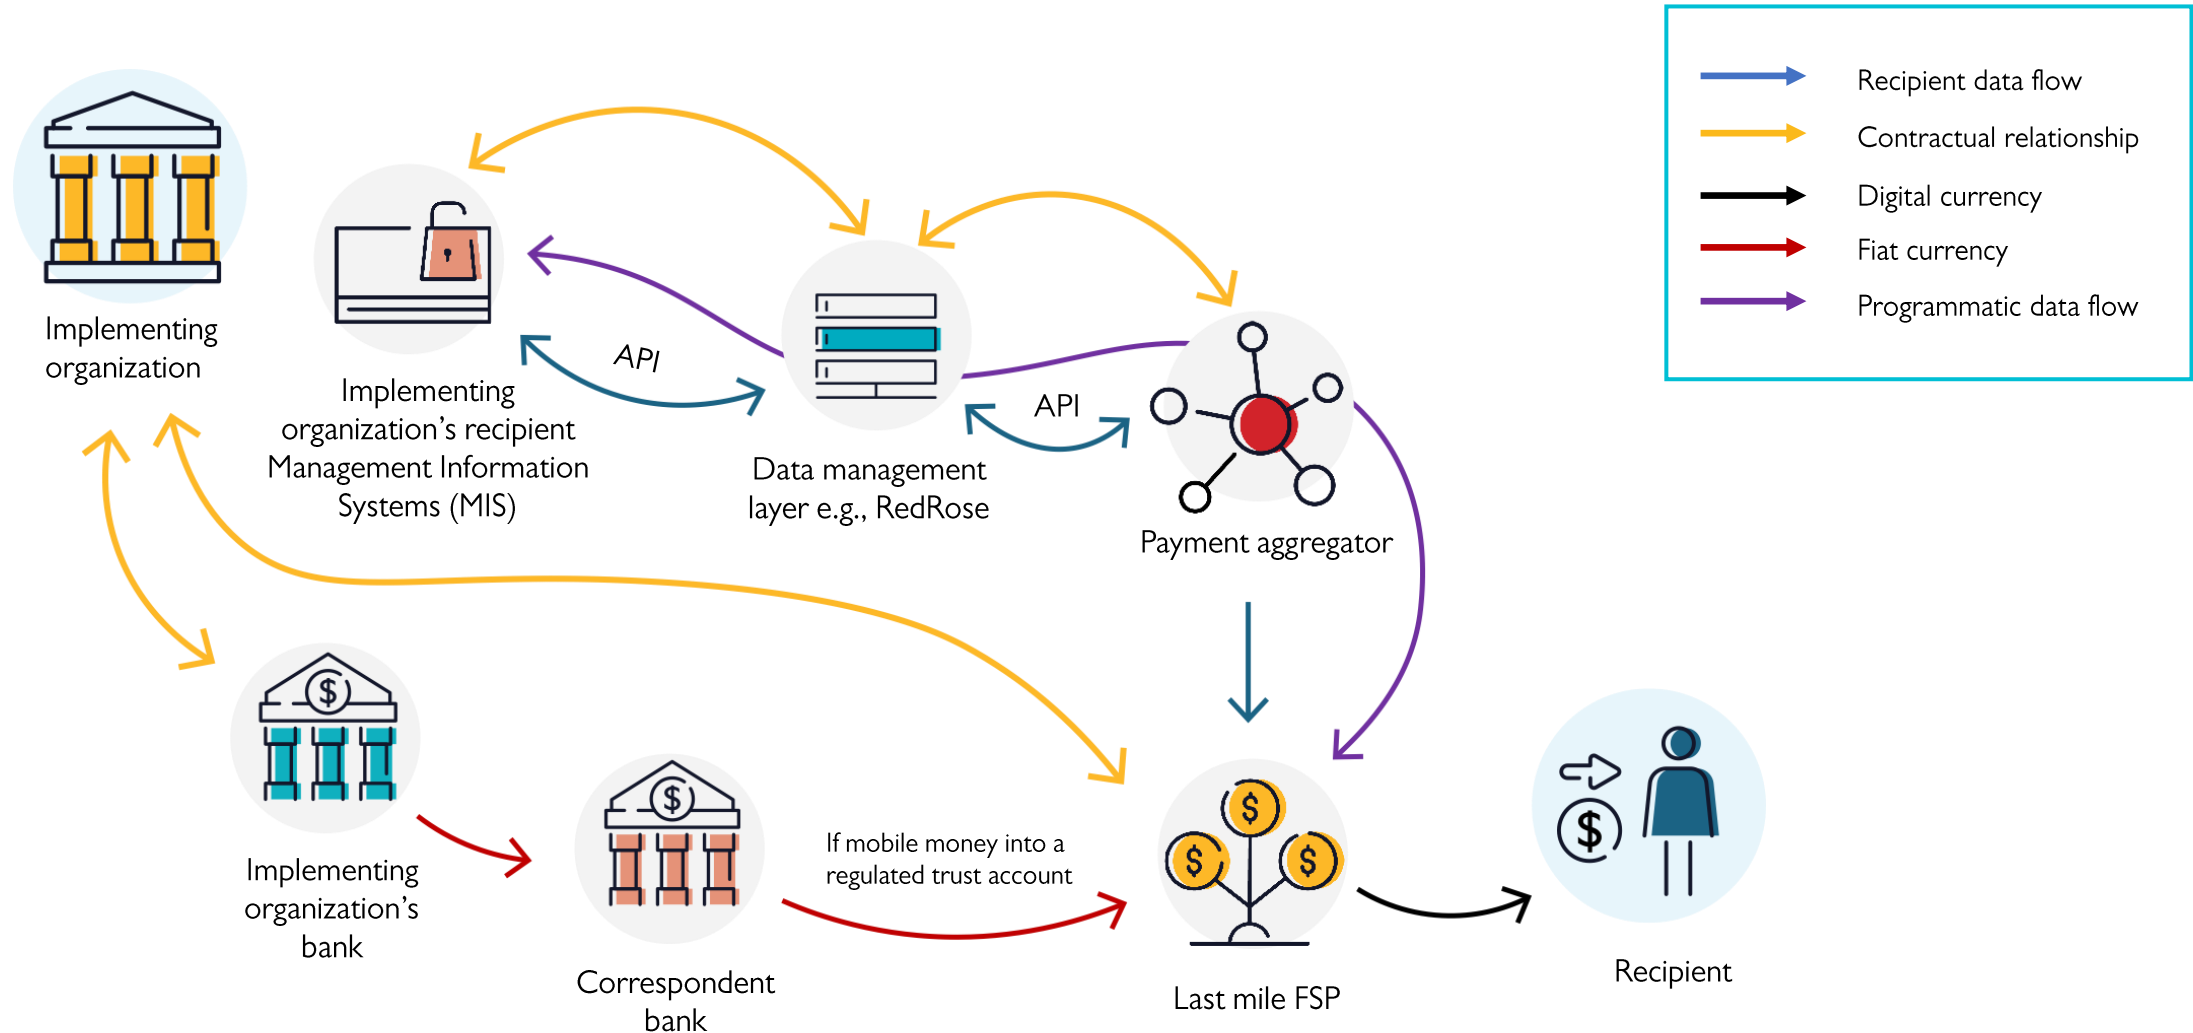 Recipient data flow
Contractual relationship
Digital currency
Fiat currency
Programmatic data flow
Implementing
organization
API
Implementing
organization’s recipient
Management Information
Systems (MIS)
API
Data management
layer e.g., RedRose
Payment aggregator
$
Implementing
organization’s
bank
$
Correspondent
bank
If mobile money into a
regulated trust account
$
$
$
Last mile FSP
$
Recipient